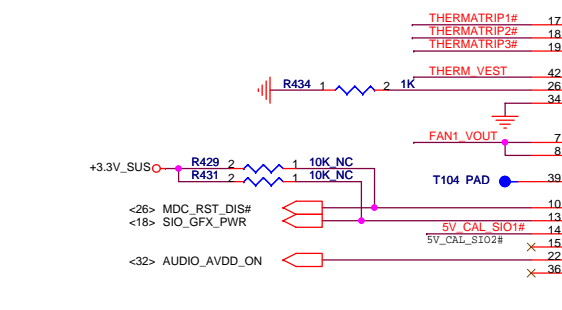 THERMATRIP1# 17
THERMATRIP2# 18
THERMATRIP3# 19
THERM_VEST 42
R434 1 2 1K 26
34
FAN1_VOUT 7
8
+3.3V_SUS R429 2 1 10K_NC
R431 2 1 10K_NC
T104 PAD 39
<26> MDC_RST_DIS# 10
<18> SIO_GFX_PWR 13
5V_CAL_SIO1# 14
5V_CAL_SIO2# 15
<32> AUDIO_AVDD_ON 22
36